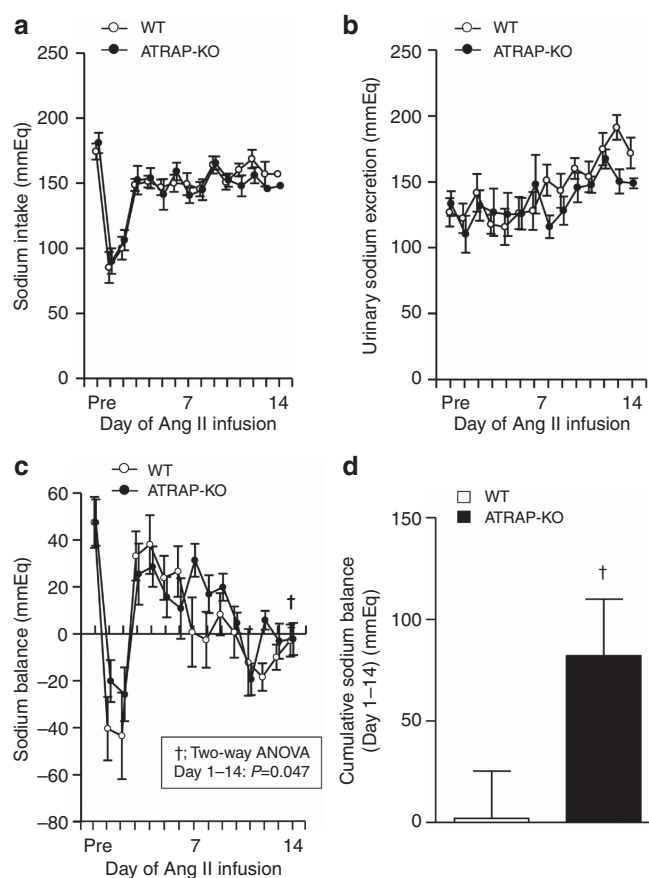 a
WT
ATRAP-KO
Sodium intake (mmEq)
250
200
150
100
50
0
Pre
7
14
Day of Ang II infusion
b
WT
ATRAP-KO
Urinary sodium excretion (mmEq)
250
200
150
100
50
0
Pre
7
14
Day of Ang II infusion
c
WT
ATRAP-KO
Sodium balance (mmEq)
60
40
20
0
−20
−40
−60
−80
†
†; Two-way ANOVA
Day 1–14: P=0.047
Pre
7
14
Day of Ang II infusion
d
WT
ATRAP-KO
Cumulative sodium balance
(Day 1–14) (mmEq)
150
100
50
0
†